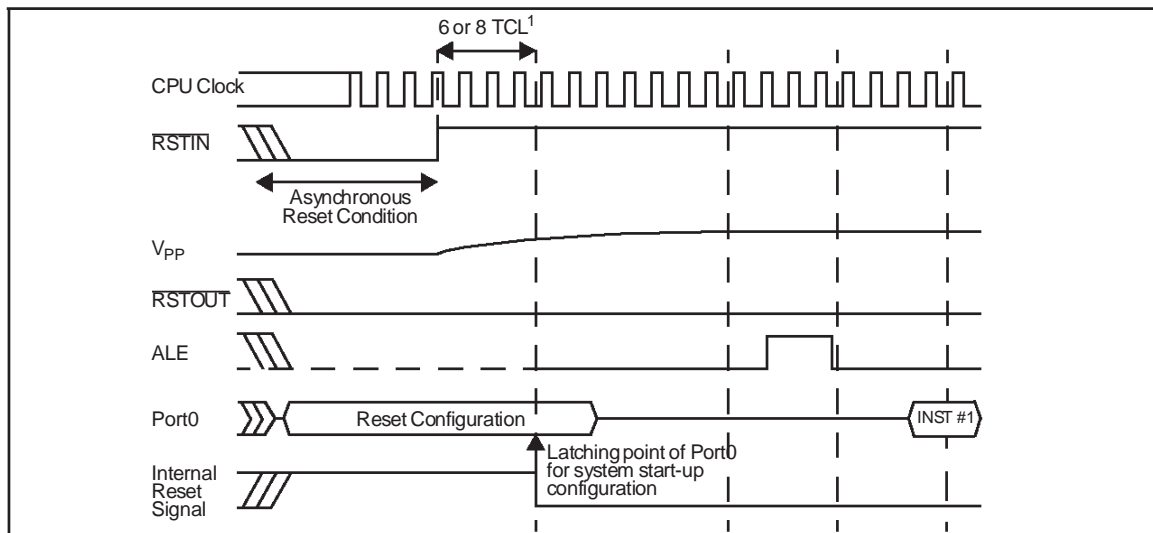 6 or 8 TCL¹
CPU Clock
RSTIN
Asynchronous
Reset Condition
VPP
RSTOUT
ALE
Port0
Reset Configuration
INST #1
Latching point of Port0
for system start-up
configuration
Internal
Reset
Signal